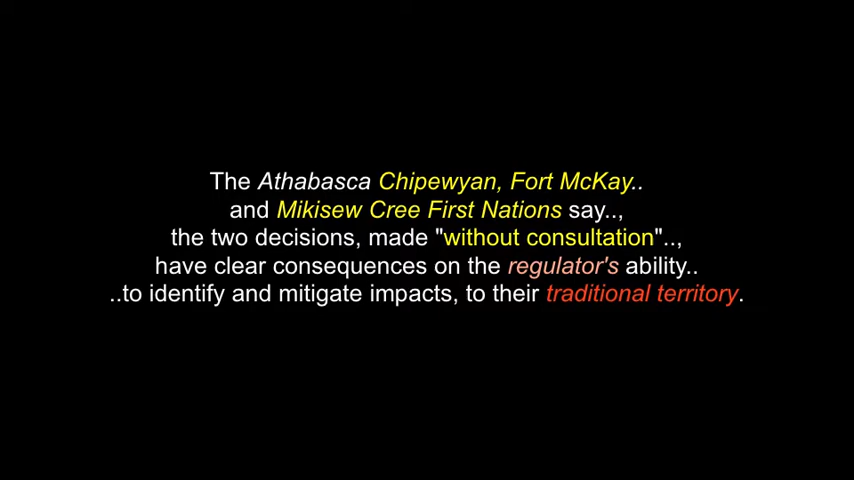 The Athabasca Chipewyan, Fort McKay..
and Mikisew Cree First Nations say..,
the two decisions, made "without consultation"..,
have clear consequences on the regulator's ability..
..to identify and mitigate impacts, to their traditional territory.